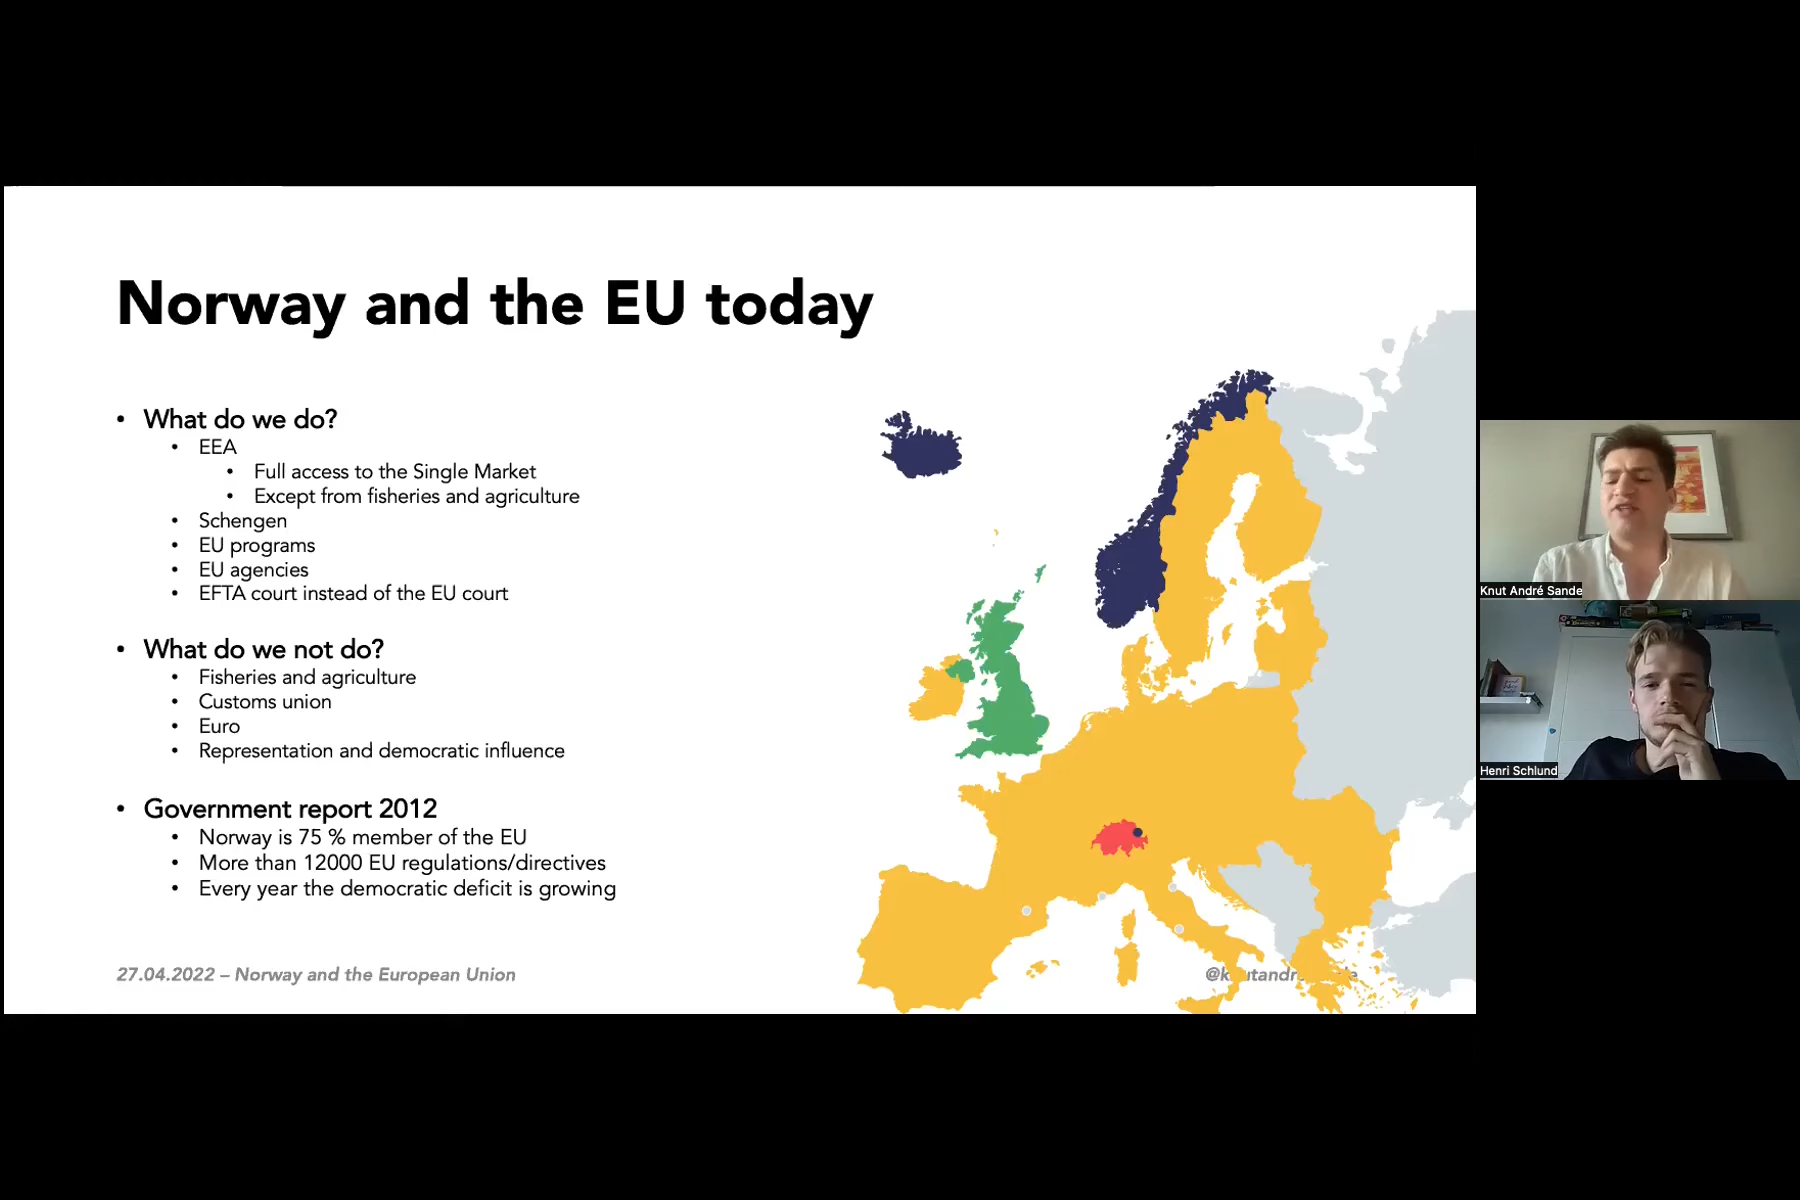 Norway and the EU today
• What do we do?
• EEA
• Full access to the Single Market
• Except from fisheries and agriculture
• Schengen
• EU programs
• EU agencies
• EFTA court instead of the EU court
• What do we not do?
• Fisheries and agriculture
• Customs union
• Euro
• Representation and democratic influence
• Government report 2012
• Norway is 75 % member of the EU
• More than 12000 EU regulations/directives
• Every year the democratic deficit is growing
27.04.2022 – Norway and the European Union
Knut André Sande
Henri Schlund